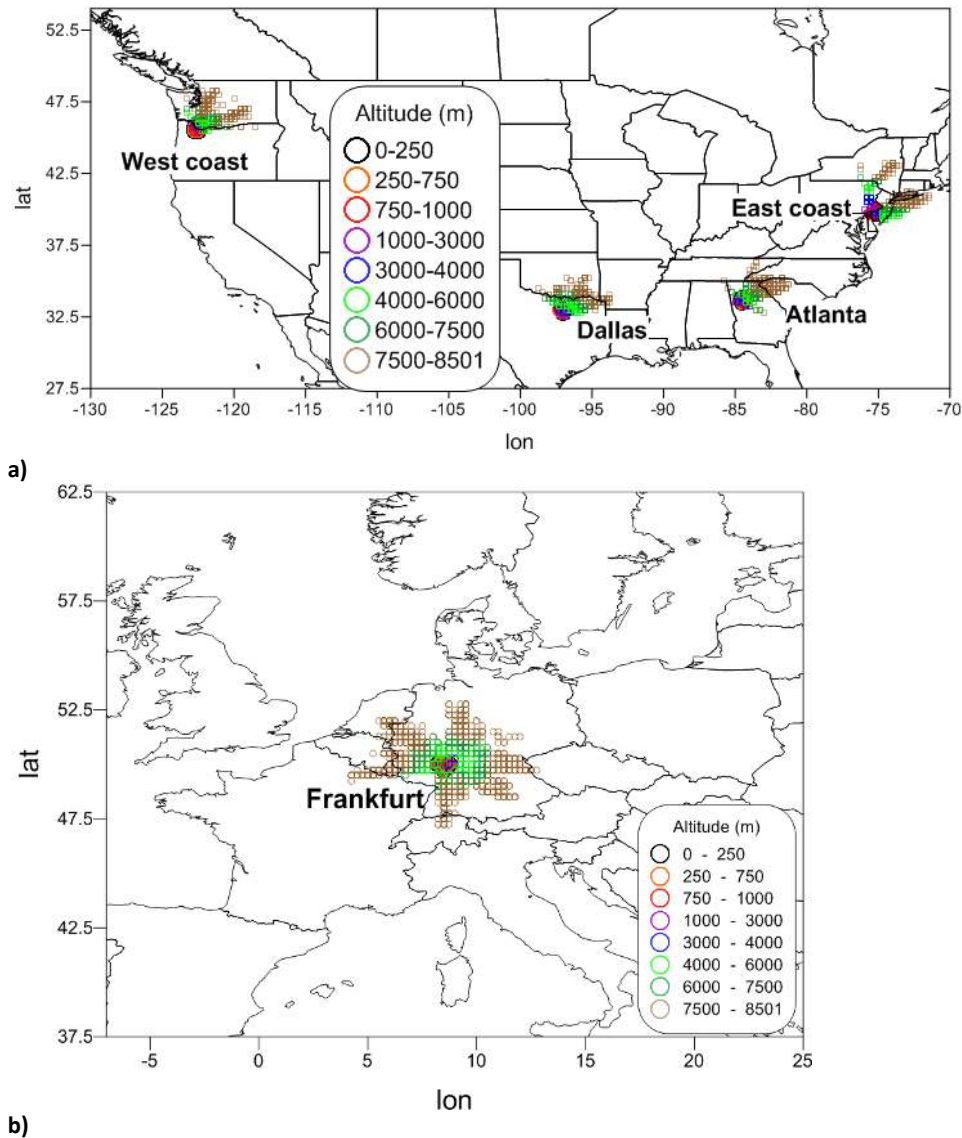 52.5
47.5
42.5
37.5
32.5
27.5
lat
-130 -125 -120 -115 -110 -105 -100 -95 -90 -85 -80 -75 -70
lon
West coast
East coast
Dallas
Atlanta
Altitude (m)
0-250
250-750
750-1000
1000-3000
3000-4000
4000-6000
6000-7500
7500-8501
a)
62.5
57.5
52.5
47.5
42.5
37.5
lat
-5 0 5 10 15 20 25
lon
Frankfurt
Altitude (m)
0 - 250
250 - 750
750 - 1000
1000 - 3000
3000 - 4000
4000 - 6000
6000 - 7500
7500 - 8501
b)